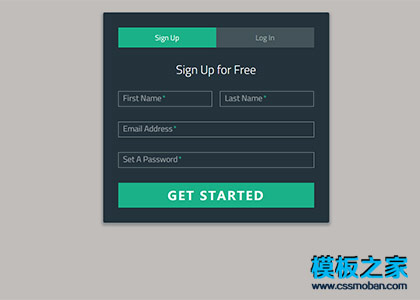 Sign Up Log In
Sign Up for Free
First Name* Last Name*
Email Address*
Set A Password*
GET STARTED
模板之家
www.cssmoban.com